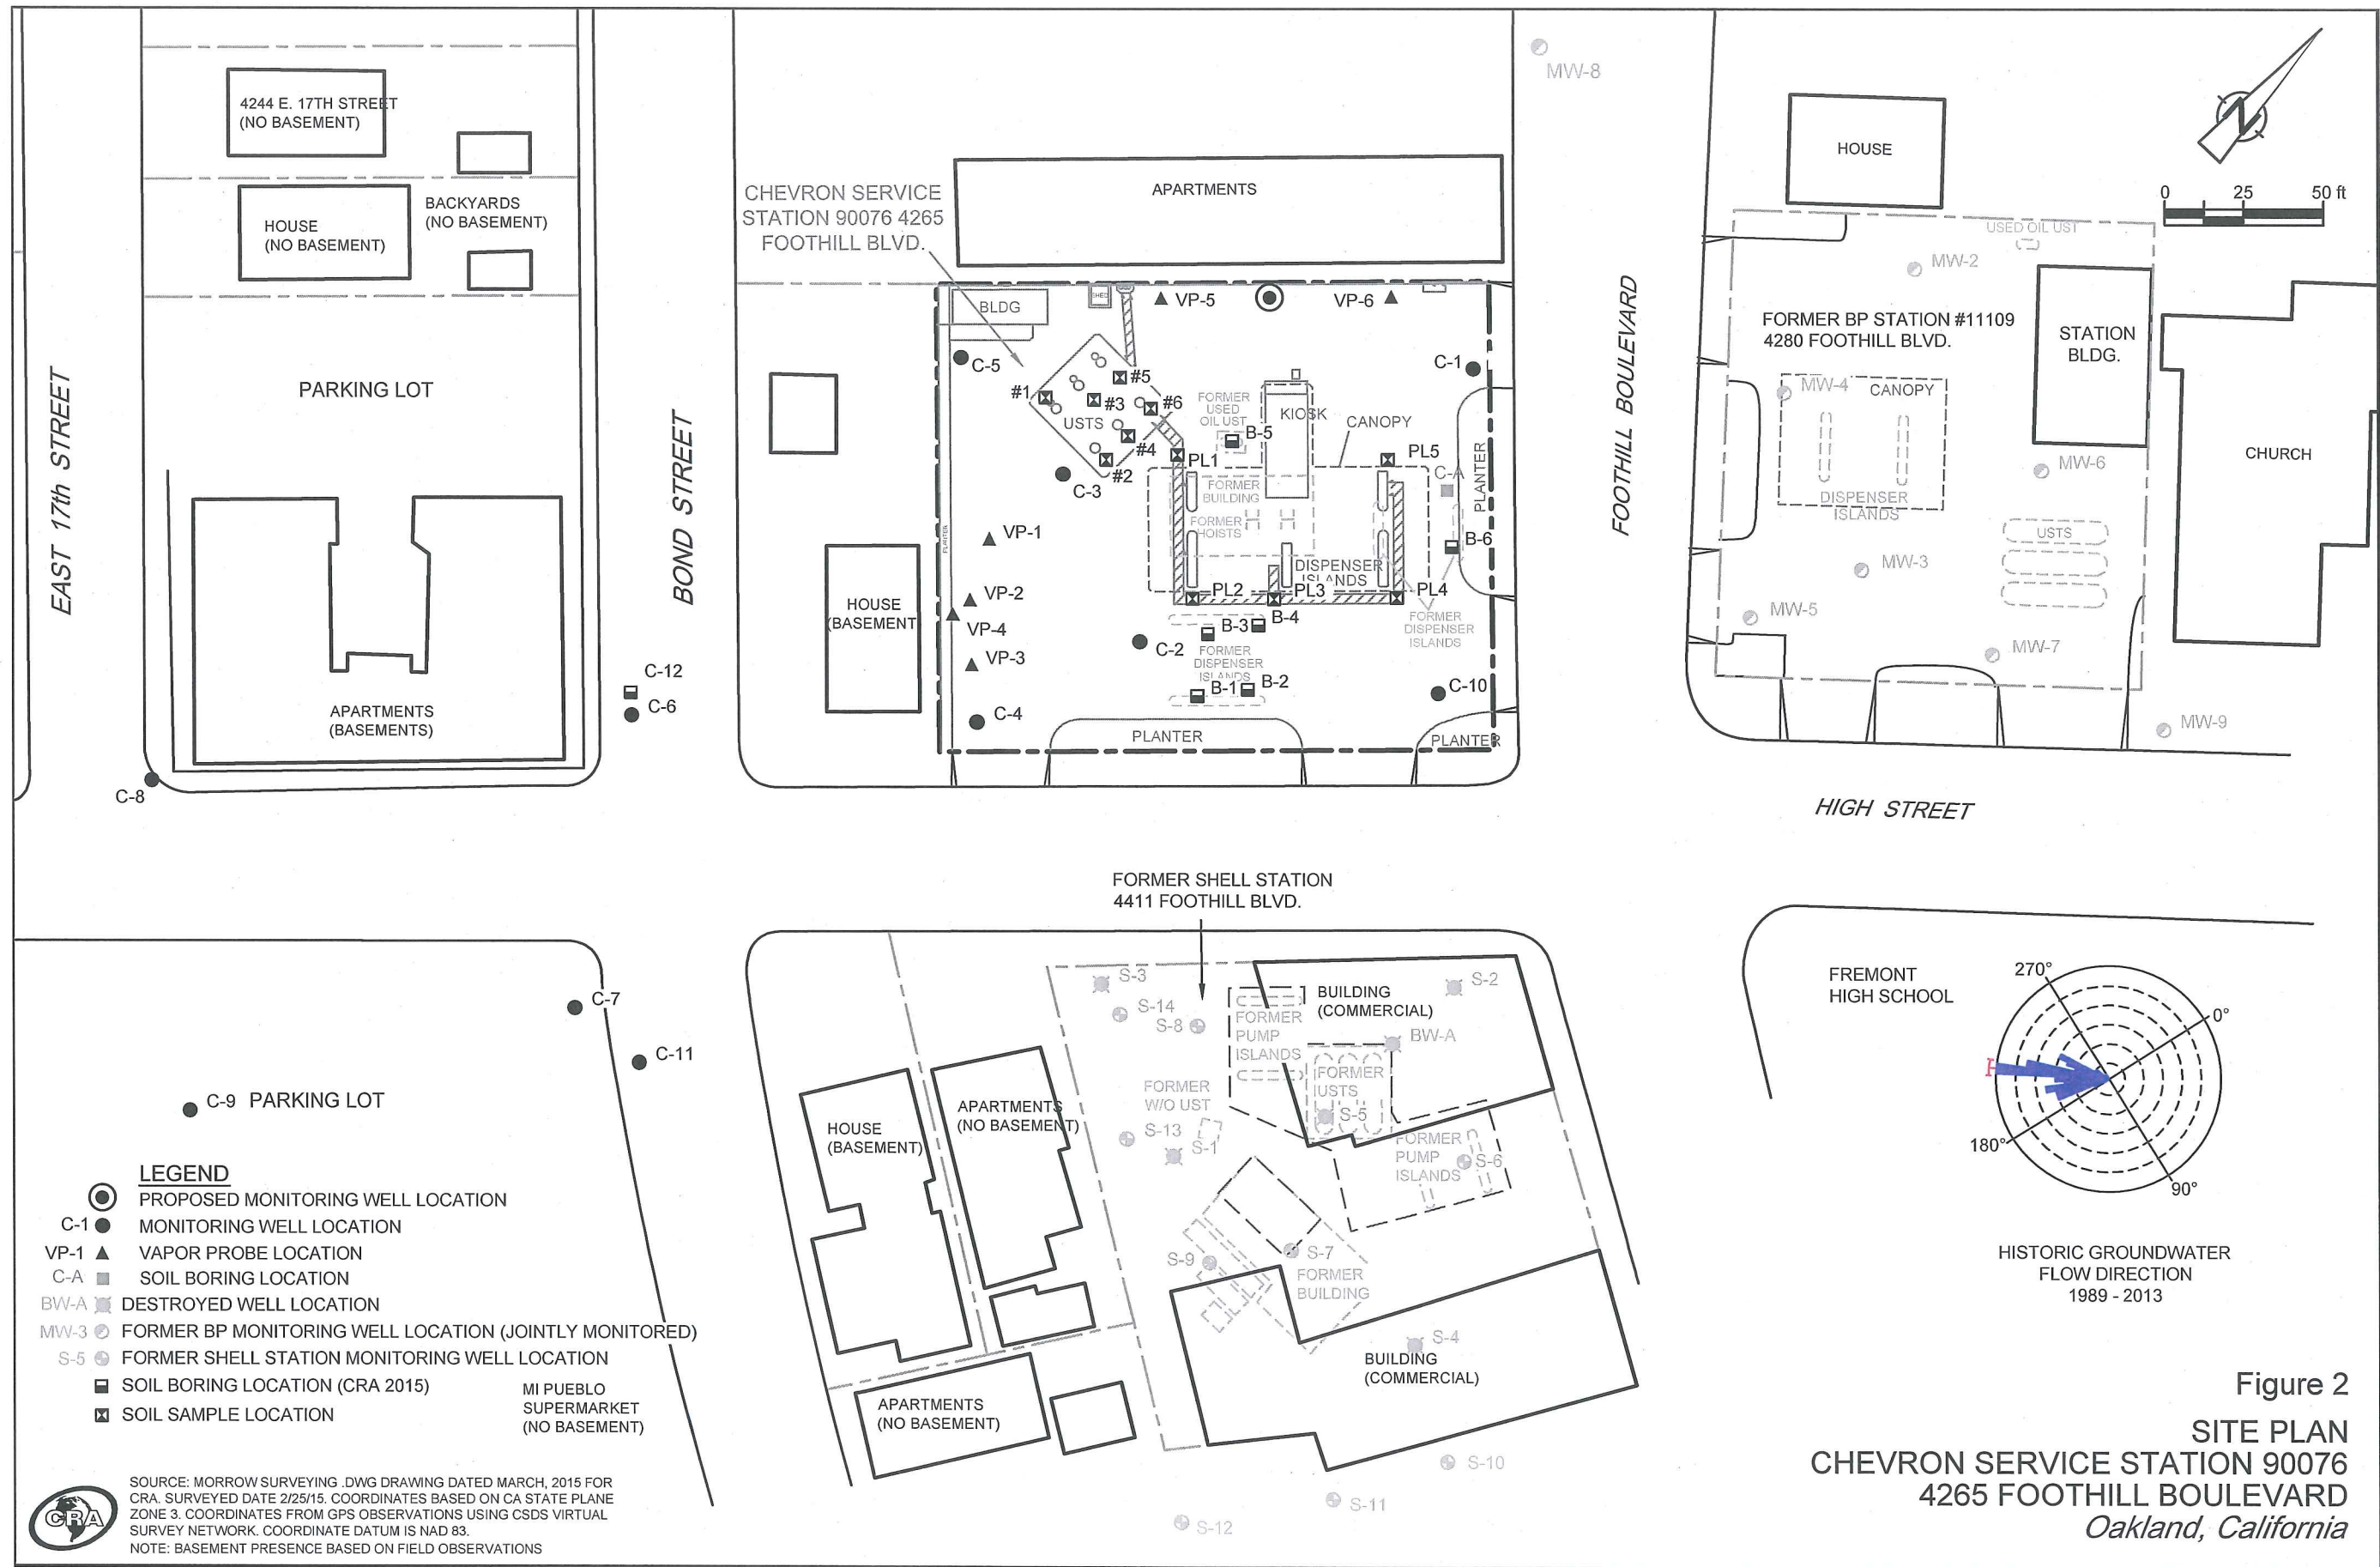 MW-8
4244 E. 17TH STREET
(NO BASEMENT)
HOUSE
(NO BASEMENT)
BACKYARDS
(NO BASEMENT)
PARKING LOT
APARTMENTS
(BASEMENTS)
EAST 17th STREET
BOND STREET
C-12
C-6
C-8
CHEVRON SERVICE
STATION 90076 4265
FOOTHILL BLVD.
APARTMENTS
BLDG
SHED
VP-5
VP-6
C-5
C-1
#1
#5
#3
#6
USTS
#4
#2
C-3
FORMER
USED
OIL UST
B-5
KIOSK
CANOPY
PL1
PL5
C-A
PLANTER
FORMER
BUILDING
FORMER
HOISTS
B-6
VP-1
PLANTER
DISPENSER
ISLANDS
VP-2
PL2
PL3
PL4
HOUSE
(BASEMENT
VP-4
B-3
B-4
FORMER
DISPENSER
ISLANDS
C-2
VP-3
FORMER
DISPENSER
ISLANDS
B-1
B-2
C-10
C-4
PLANTER
PLANTER
FOOTHILL BOULEVARD
HOUSE
N
0 25 50 ft
USED OIL UST
MW-2
FORMER BP STATION #11109
4280 FOOTHILL BLVD.
STATION
BLDG.
MW-4
CANOPY
CHURCH
MW-6
DISPENSER
ISLANDS
USTS
MW-3
MW-5
MW-7
MW-9
HIGH STREET
FORMER SHELL STATION
4411 FOOTHILL BLVD.
S-3
S-14
S-8
BUILDING
(COMMERCIAL)
S-2
FORMER
PUMP
ISLANDS
BW-A
FORMER
USTS
S-5
FORMER
W/O UST
S-13
S-1
FORMER
PUMP
ISLANDS
S-6
HOUSE
(BASEMENT)
APARTMENTS
(NO BASEMENT)
S-9
S-7
FORMER
BUILDING
S-4
BUILDING
(COMMERCIAL)
APARTMENTS
(NO BASEMENT)
S-10
S-11
S-12
C-7
C-11
C-9 PARKING LOT
LEGEND
PROPOSED MONITORING WELL LOCATION
C-1 MONITORING WELL LOCATION
VP-1 VAPOR PROBE LOCATION
C-A SOIL BORING LOCATION
BW-A DESTROYED WELL LOCATION
MW-3 FORMER BP MONITORING WELL LOCATION (JOINTLY MONITORED)
S-5 FORMER SHELL STATION MONITORING WELL LOCATION
SOIL BORING LOCATION (CRA 2015)
SOIL SAMPLE LOCATION
MI PUEBLO
SUPERMARKET
(NO BASEMENT)
CRA
SOURCE: MORROW SURVEYING .DWG DRAWING DATED MARCH, 2015 FOR
CRA. SURVEYED DATE 2/25/15. COORDINATES BASED ON CA STATE PLANE
ZONE 3. COORDINATES FROM GPS OBSERVATIONS USING CSDS VIRTUAL
SURVEY NETWORK. COORDINATE DATUM IS NAD 83.
NOTE: BASEMENT PRESENCE BASED ON FIELD OBSERVATIONS
FREMONT
HIGH SCHOOL
270°
0°
180°
90°
HISTORIC GROUNDWATER
FLOW DIRECTION
1989 - 2013
Figure 2
SITE PLAN
CHEVRON SERVICE STATION 90076
4265 FOOTHILL BOULEVARD
Oakland, California